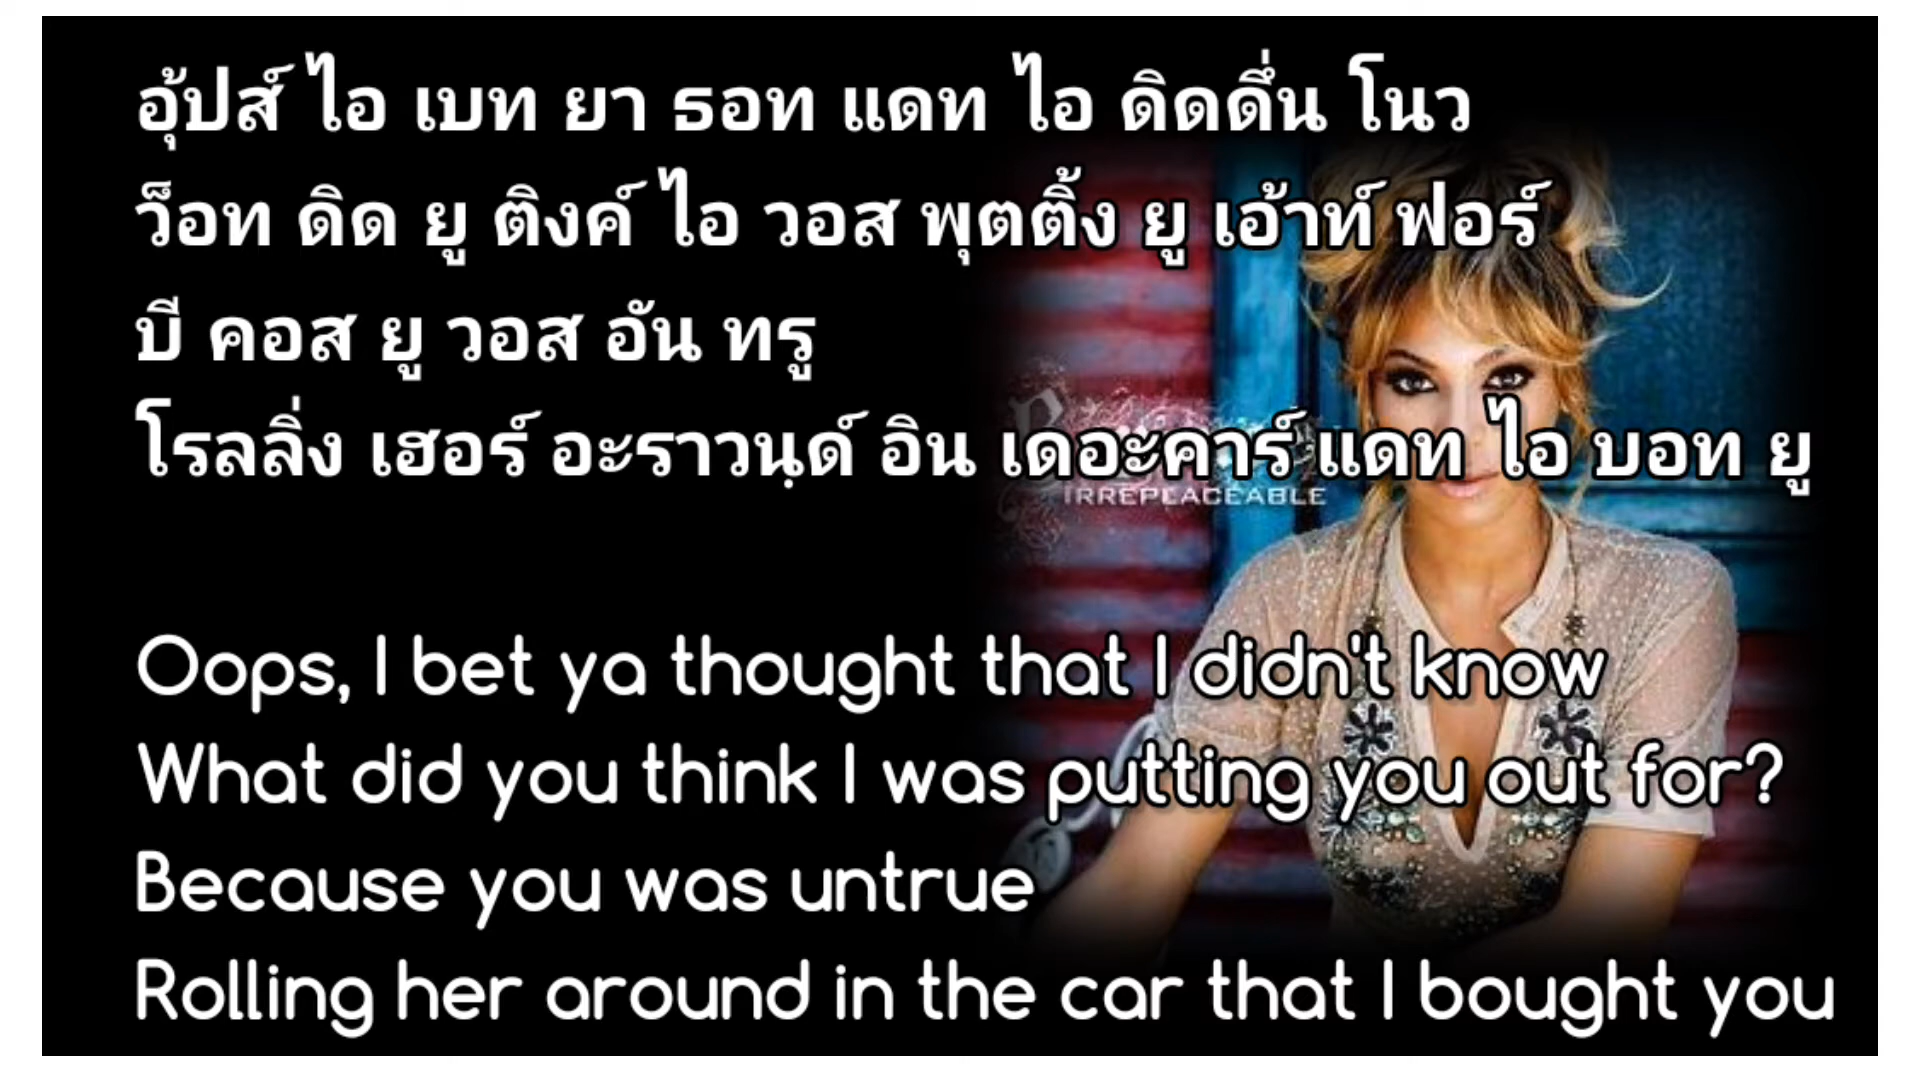 อุ้ปส์ ไอ เบท ยา ธอท แดท ไอ ดิดดึ่น โนว
ว็อท ดิด ยู ติงค์ ไอ วอส พุตติ้ง ยู เอ้าท์ ฟอร์
บี คอส ยู วอส อัน ทรู
โรลลิ่ง เฮอร์ อะราวนฺด์ อิน เดอะคาร์ แดท ไอ บอท ยู
IRREPLACEABLE
Oops, I bet ya thought that I didn't know
What did you think I was putting you out for?
Because you was untrue
Rolling her around in the car that I bought you